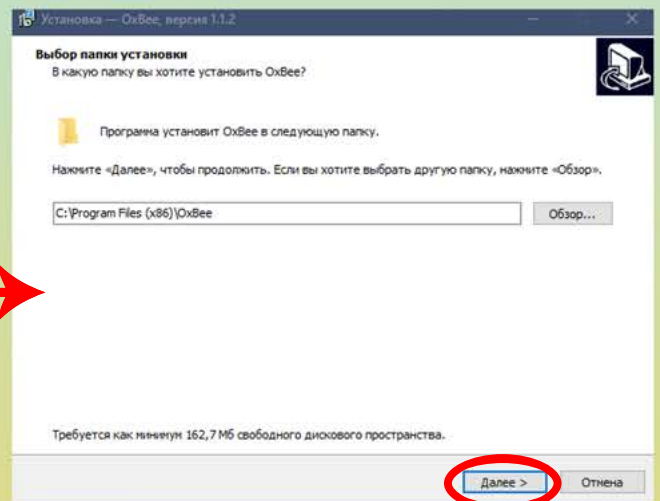 Установка — OxBee, версия 1.1.2
Выбор папки установки
В какую папку вы хотите установить OxBee?
Программа установит OxBee в следующую папку.
Нажмите «Далее», чтобы продолжить. Если вы хотите выбрать другую папку, нажмите «Обзор».
C:\Program Files (x86)\OxBee
Обзор...
Требуется как минимум 162,7 Мб свободного дискового пространства.
Далее >
Отмена